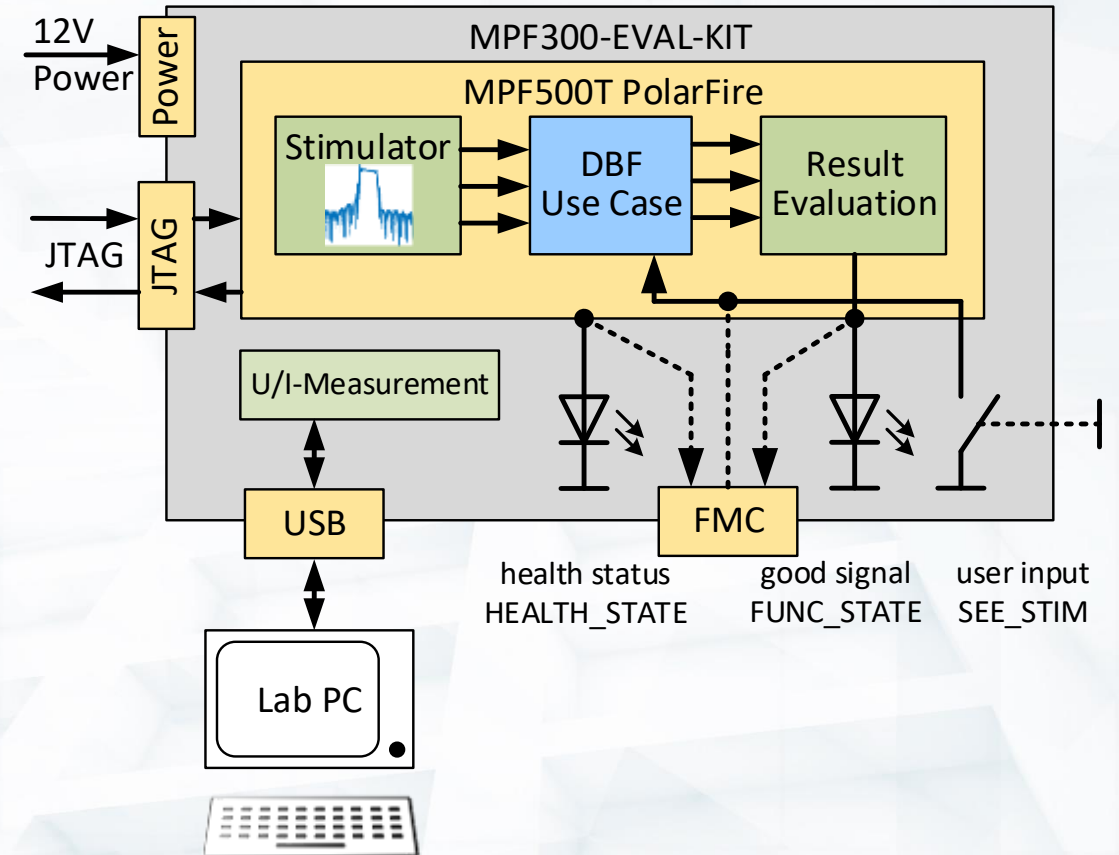 12V
Power
Power
MPF300-EVAL-KIT
MPF500T PolarFire
Stimulator
DBF
Use Case
Result
Evaluation
JTAG
JTAG
U/I-Measurement
USB
FMC
health status
HEALTH_STATE
good signal
FUNC_STATE
user input
SEE_STIM
Lab PC